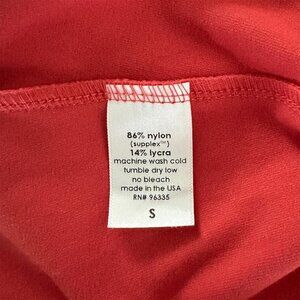 86% nylon
(supplex™)
14% lycra
machine wash cold
tumble dry low
no bleach
made in the USA
RN# 96335
S